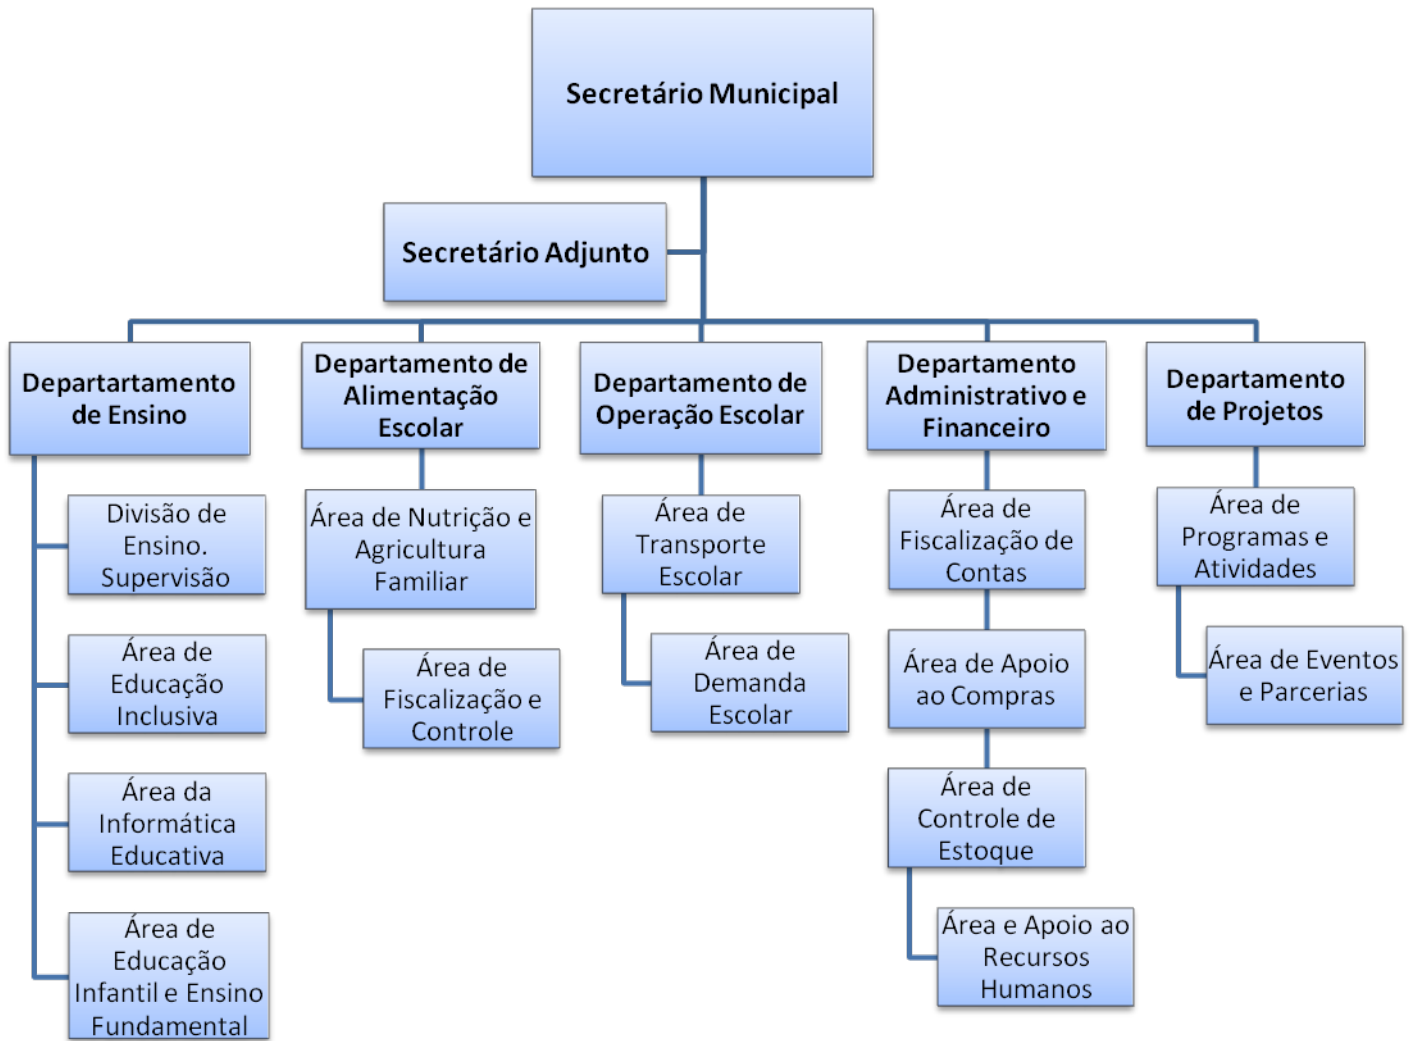 Secretário Municipal
Secretário Adjunto
Departartamento
de Ensino
Departamento de
Alimentação
Escolar
Departamento de
Operação Escolar
Departamento
Administrativo e
Financeiro
Departamento
de Projetos
Divisão de
Ensino.
Supervisão
Área de
Educação
Inclusiva
Área da
Informática
Educativa
Área de
Educação
Infantil e Ensino
Fundamental
Área de Nutrição e
Agricultura
Familiar
Área de
Fiscalização e
Controle
Área de
Transporte
Escolar
Área de
Demanda
Escolar
Área de
Fiscalização de
Contas
Área de Apoio
ao Compras
Área de
Controle de
Estoque
Área e Apoio ao
Recursos
Humanos
Área de
Programas e
Atividades
Área de Eventos
e Parcerias